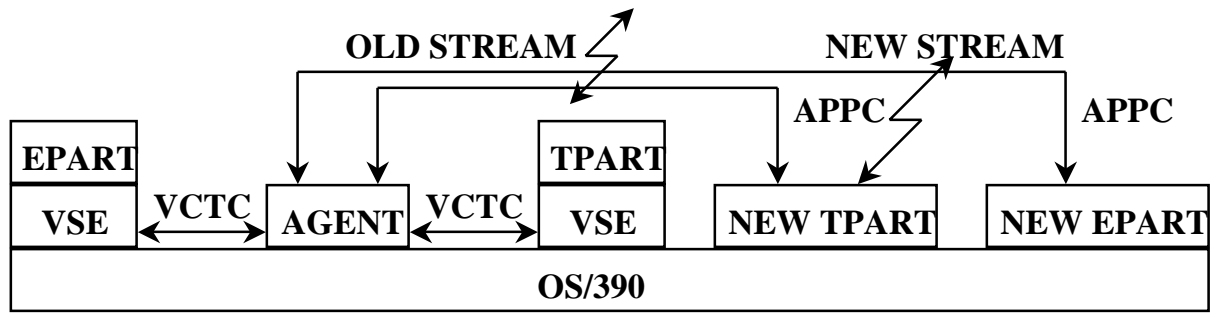 OLD STREAM NEW STREAM
APPC APPC
EPART TPART
VSE VCTC AGENT VCTC VSE NEW TPART NEW EPART
OS/390